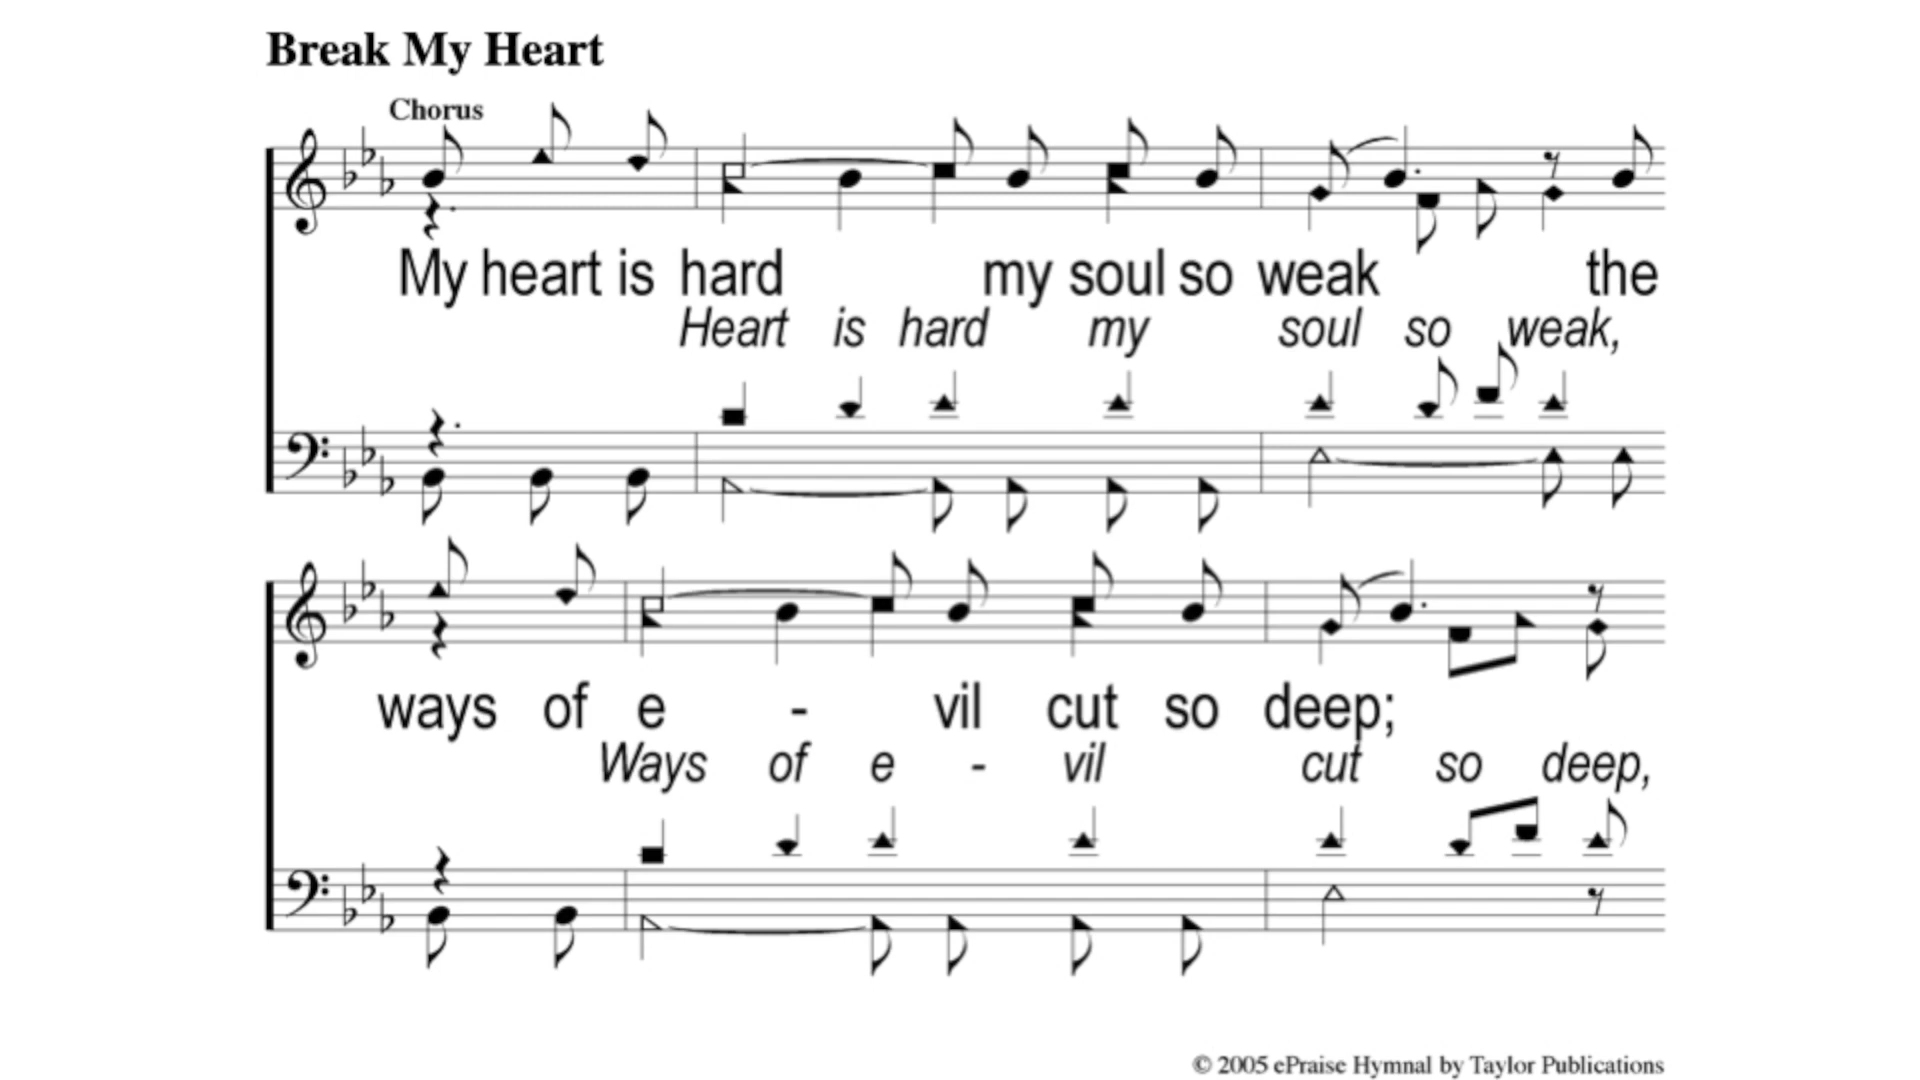 Break My Heart
Chorus
My heart is hard my soul so weak the
Heart is hard my soul so weak,
ways of e - vil cut so deep;
Ways of e - vil cut so deep,
© 2005 ePraise Hymnal by Taylor Publications